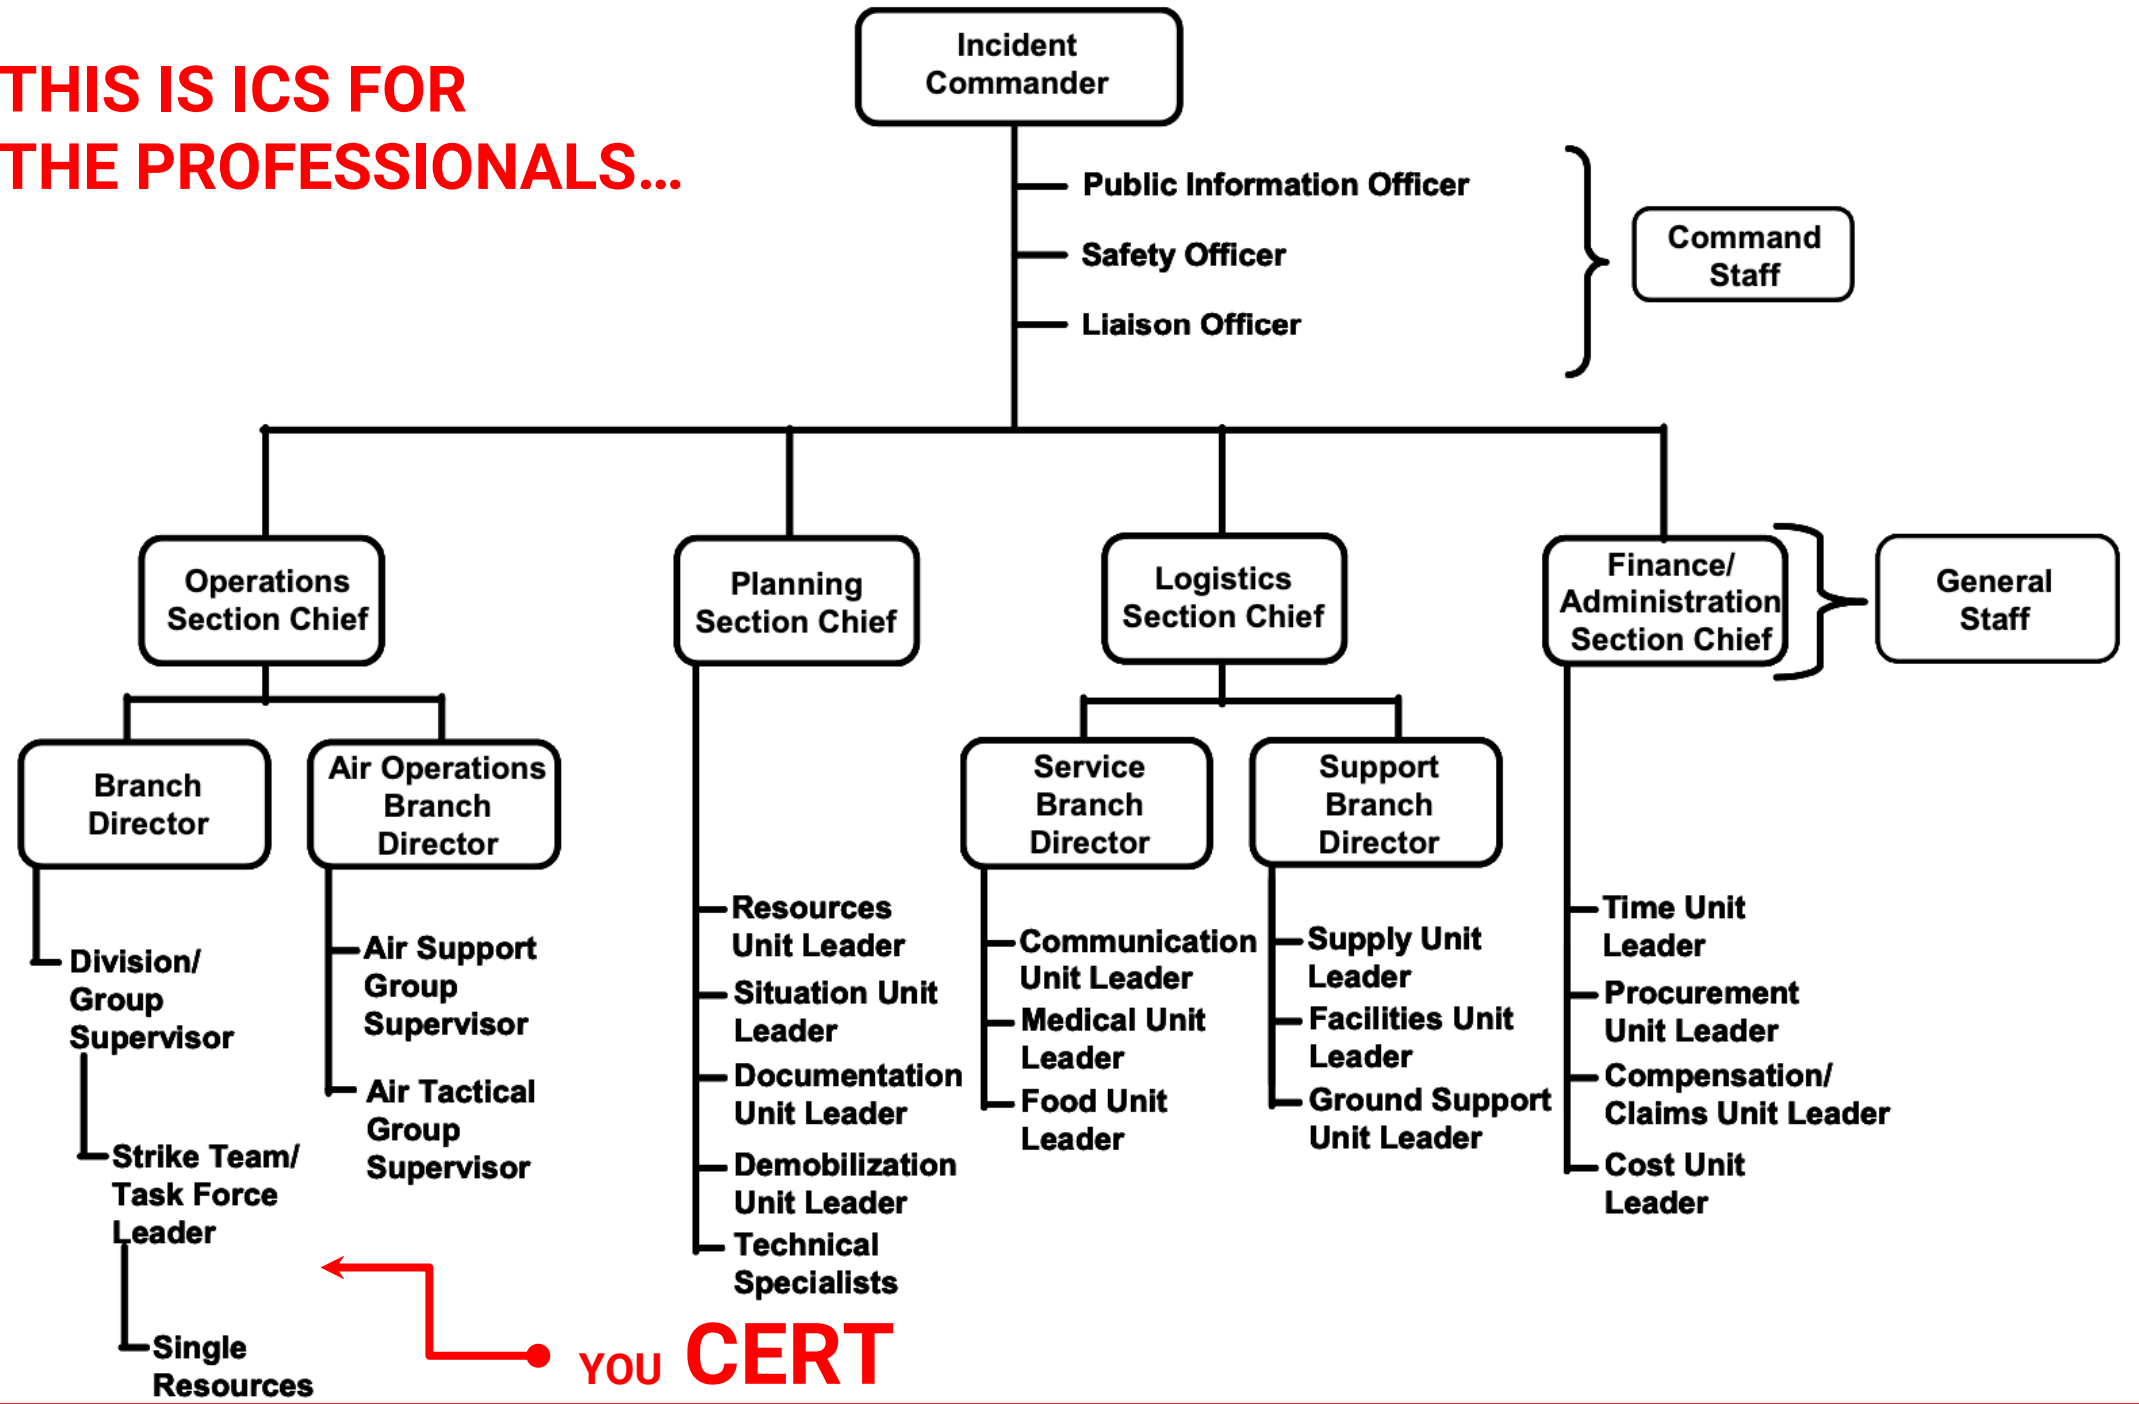 THIS IS ICS FOR
THE PROFESSIONALS...
Incident
Commander
Public Information Officer
Safety Officer
Liaison Officer
Command
Staff
Operations
Section Chief
Planning
Section Chief
Logistics
Section Chief
Finance/
Administration
Section Chief
General
Staff
Branch
Director
Air Operations
Branch
Director
Service
Branch
Director
Support
Branch
Director
Division/
Group
Supervisor
Strike Team/
Task Force
Leader
Single
Resources
Air Support
Group
Supervisor
Air Tactical
Group
Supervisor
Resources
Unit Leader
Situation Unit
Leader
Documentation
Unit Leader
Demobilization
Unit Leader
Technical
Specialists
Communication
Unit Leader
Medical Unit
Leader
Food Unit
Leader
Supply Unit
Leader
Facilities Unit
Leader
Ground Support
Unit Leader
Time Unit
Leader
Procurement
Unit Leader
Compensation/
Claims Unit Leader
Cost Unit
Leader
YOU CERT